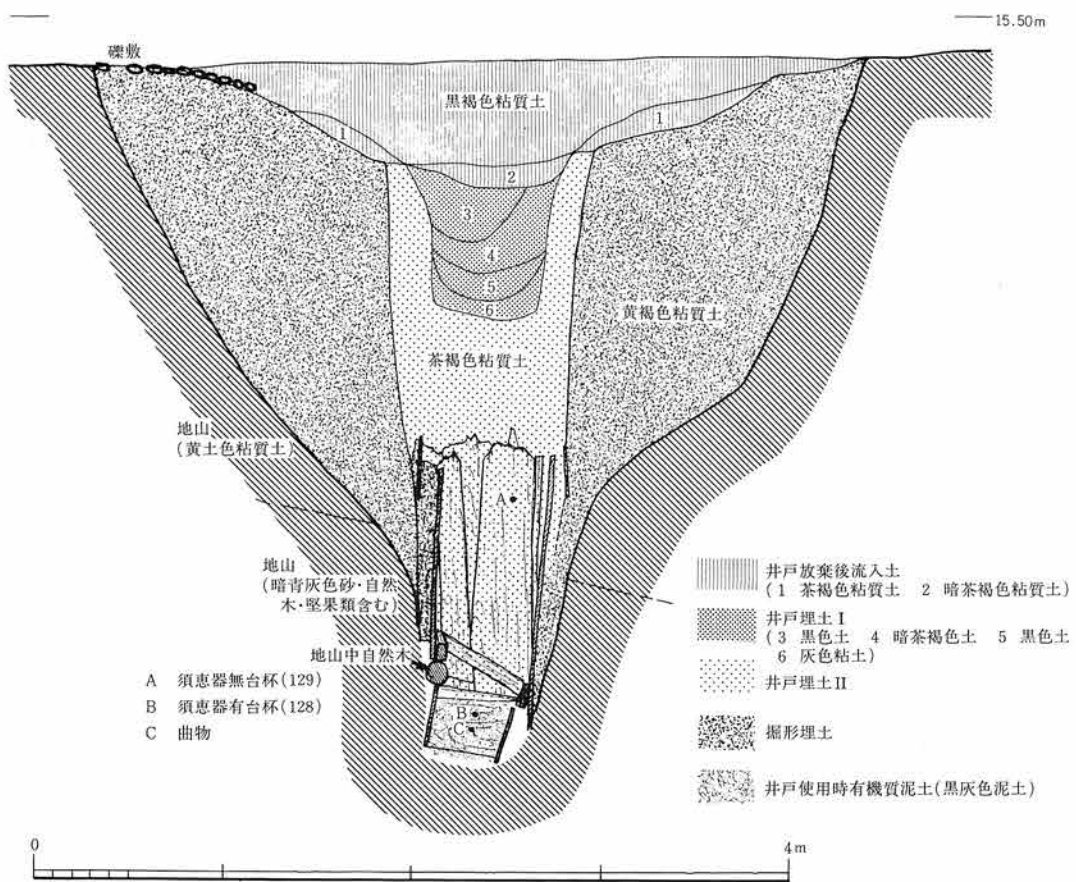 15.50m
礫敷
黒褐色粘質土
1
1
2
3
4
5
6
黄褐色粘質土
茶褐色粘質土
地山
(黄土色粘質土)
A
地山
(暗青灰色砂・自然
木・堅果類含む)
地山中自然木
B
C
A 須恵器無台杯(129)
B 須恵器有台杯(128)
C 曲物
井戸放棄後流入土
(1 茶褐色粘質土 2 暗茶褐色粘質土)
井戸埋土I
(3 黒色土 4 暗茶褐色土 5 黒色土
6 灰色粘土)
井戸埋土II
掘形埋土
井戸使用時有機質泥土(黒灰色泥土)
0
4m